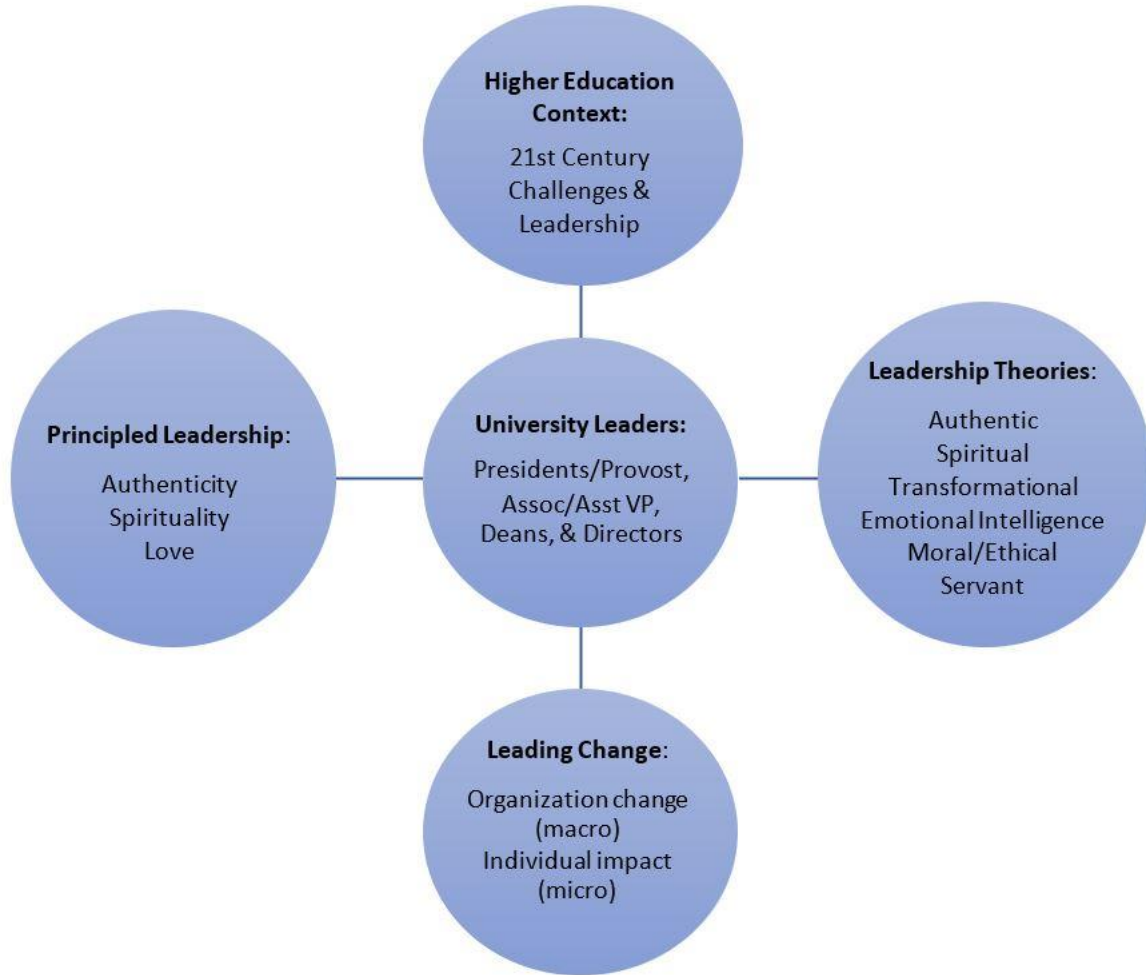 Higher Education
Context:
21st Century
Challenges &
Leadership
Principled Leadership:
Authenticity
Spirituality
Love
University Leaders:
Presidents/Provost,
Assoc/Asst VP,
Deans, & Directors
Leadership Theories:
Authentic
Spiritual
Transformational
Emotional Intelligence
Moral/Ethical
Servant
Leading Change:
Organization change
(macro)
Individual impact
(micro)